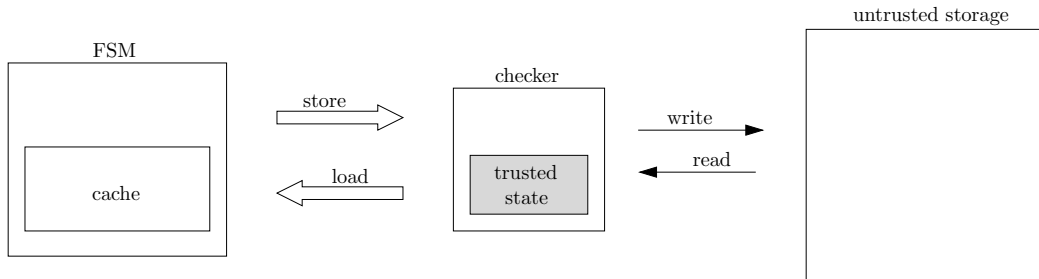 untrusted storage
FSM
checker
store
write
read
load
cache
trusted
state